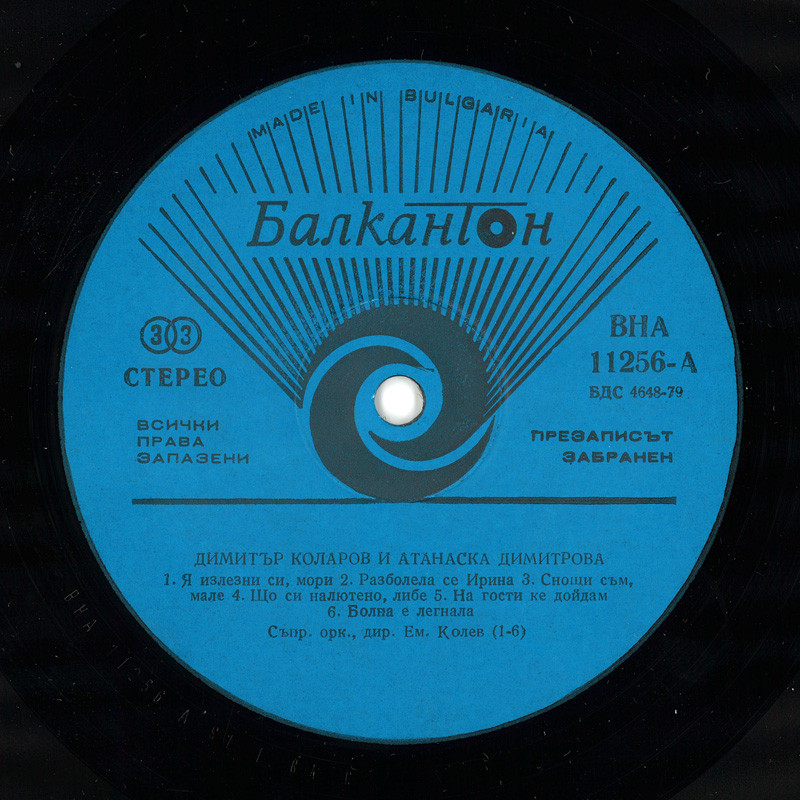 MADE IN BULGARIA
Балкантон
33
СТЕРЕО
ВНА
11256-А
БДС 4648-79
ВСИЧКИ
ПРАВА
ЗАПАЗЕНИ
ПРЕЗАПИСЪТ
ЗАБРАНЕН
ДИМИТЪР КОЛАРОВ И АТАНАСКА ДИМИТРОВА
1. Я излезни си, мори 2. Разболела се Ирина 3. Снощи съм,
мале 4. Що си налютено, либе 5. На гости ке дойдам
6. Болна е легнала
Съпр. орк., дир. Ем. Колев (1-6)
ВНА 11256 А